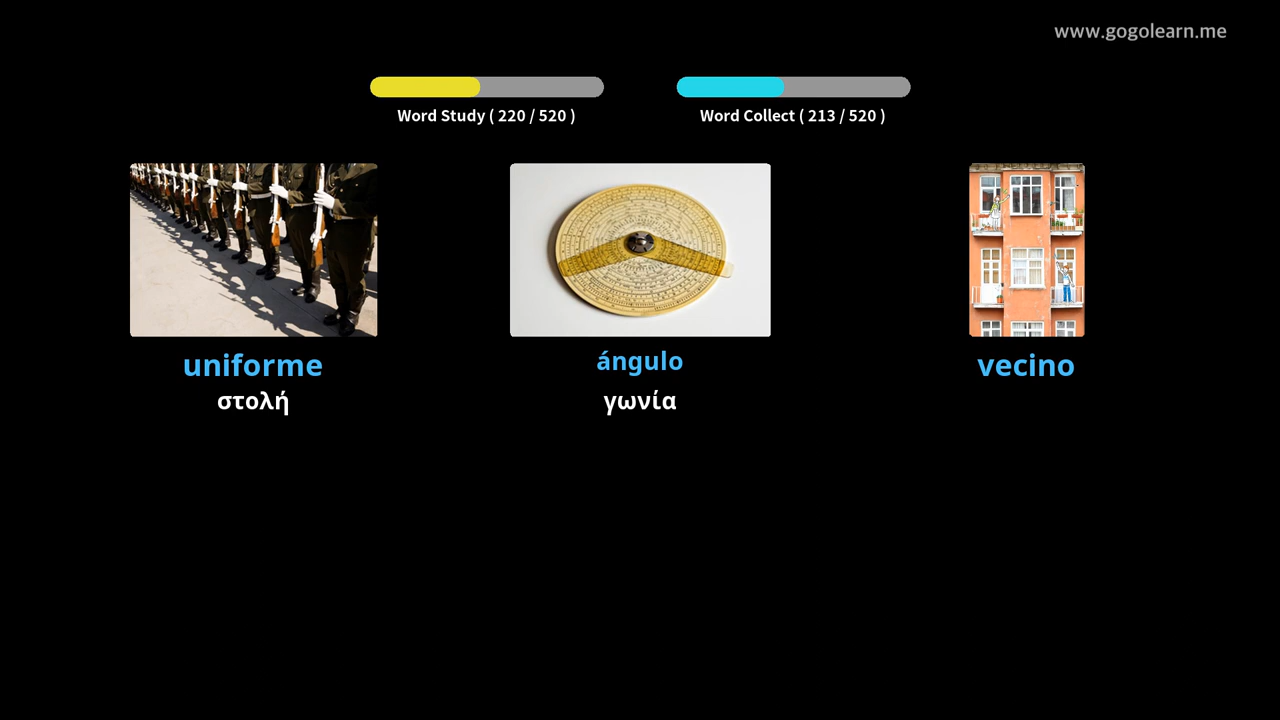 www.gogolearn.me
Word Study ( 220 / 520 )
Word Collect ( 213 / 520 )
uniforme
στολή
ángulo
γωνία
vecino